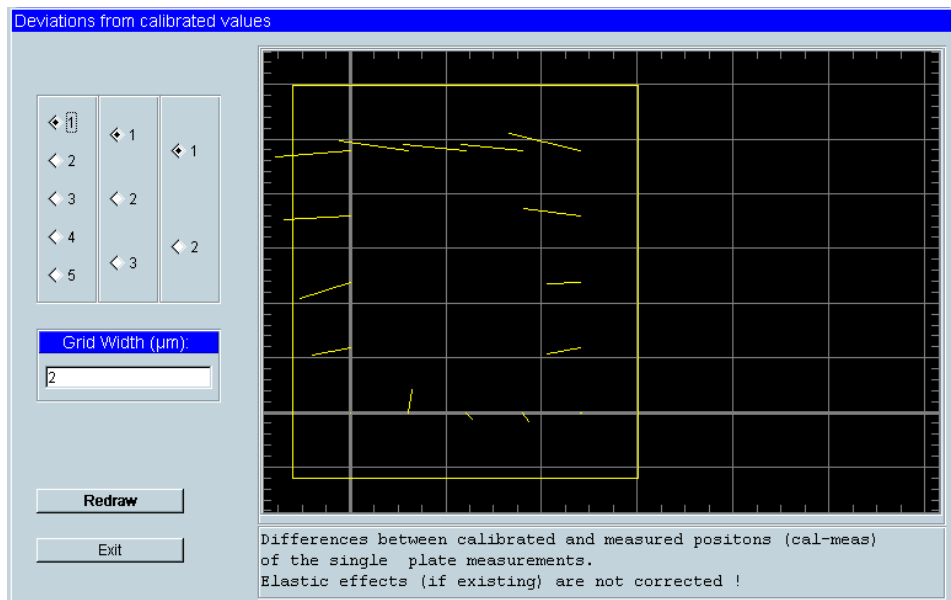 Deviations from calibrated values
1
2
3
4
5
1
2
3
1
2
Grid Width (µm):
2
Redraw
Exit
Differences between calibrated and measured positons (cal-meas)
of the single plate measurements.
Elastic effects (if existing) are not corrected !